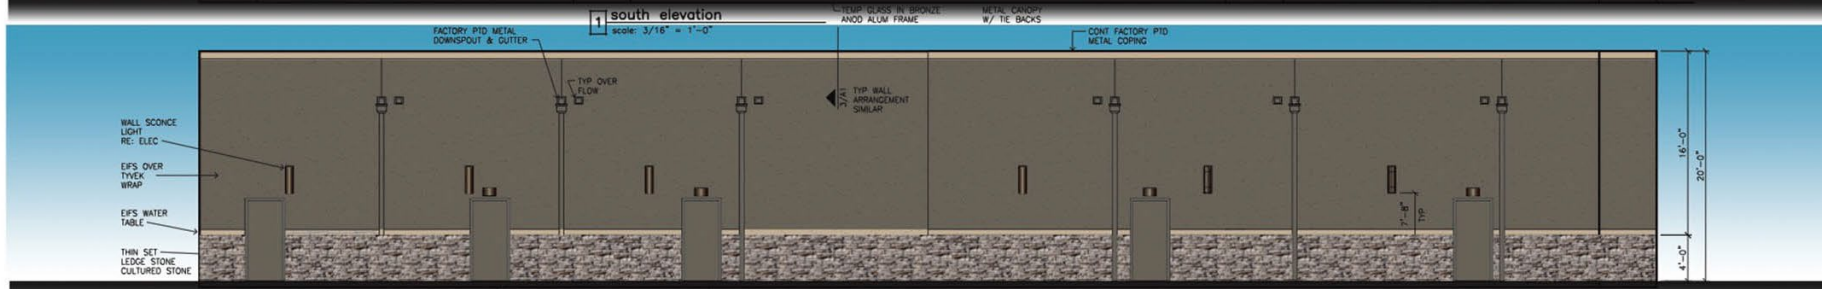 TEMP GLASS IN BRONZE
ANOD ALUM FRAME
METAL CANOPY
W/ TIE BACKS
1
south elevation
scale: 3/16" = 1'-0"
FACTORY PTD METAL
DOWNSPOUT & GUTTER
CONT FACTORY PTD
METAL COPING
TYP OVER
FLOW
3/A1
TYP WALL
ARRANGEMENT
SIMILAR
WALL SCONCE
LIGHT
RE: ELEC
EIFS OVER
TYVEK
WRAP
EIFS WATER
TABLE
THIN SET
LEDGE STONE
CULTURED STONE
7'-8"
TYP
16'-0"
20'-0"
4'-0"